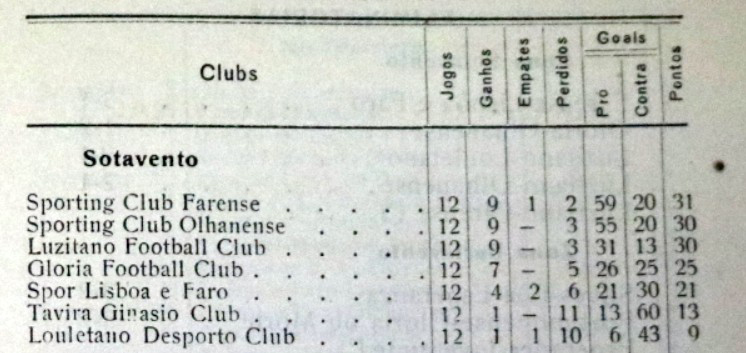 Clubs Jogos Ganhos Empates Perdidos Goals Pró Contra Pontos
Sotavento
Sporting Club Farense . . . . . 12 9 1 2 59 20 31
Sporting Club Olhanense . . . . 12 9 – 3 55 20 30
Luzitano Football Club . . . . 12 9 – 3 31 13 30
Gloria Football Club . . . . . 12 7 – 5 26 25 25
Spor Lisboa e Faro . . . . . 12 4 2 6 21 30 21
Tavira Ginasio Club . . . . . 12 1 – 11 13 60 13
Louletano Desporto Club . . . . 12 1 1 10 6 43 9